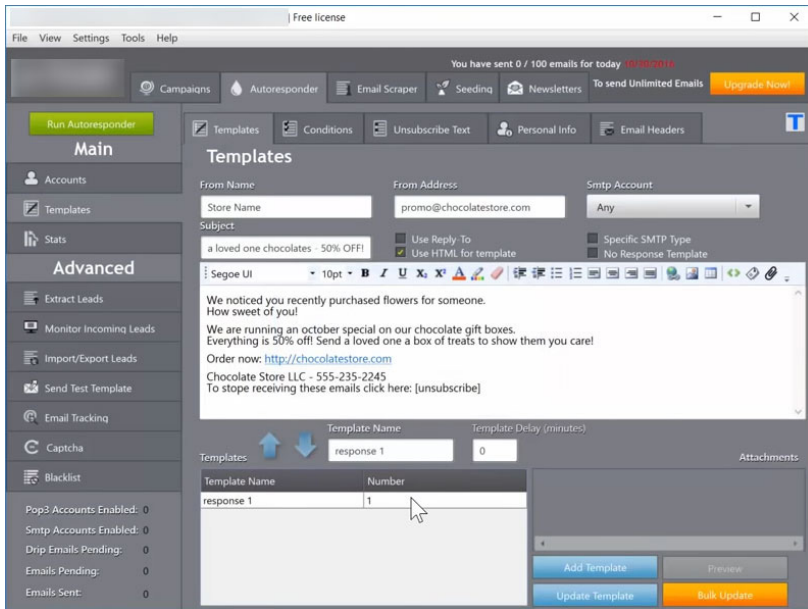 | Free license
File View Settings Tools Help
You have sent 0 / 100 emails for today
Campaigns Autoresponder Email Scraper Seeding Newsletters To send Unlimited Emails Upgrade Now!
Run Autoresponder
Main
Accounts
Templates
Stats
Advanced
Extract Leads
Monitor Incoming Leads
Import/Export Leads
Send Test Template
Email Tracking
Captcha
Blacklist
Pop3 Accounts Enabled: 0
Smtp Accounts Enabled: 0
Drip Emails Pending: 0
Emails Pending: 0
Emails Sent: 0
Templates Conditions Unsubscribe Text Personal Info Email Headers T
Templates
From Name From Address Smtp Account
Store Name promo@chocolatestore.com Any
Subject
a loved one chocolates - 50% OFF!
Use Reply-To Specific SMTP Type
Use HTML for template No Response Template
Segoe UI 10pt B I U X₂ X² A
We noticed you recently purchased flowers for someone.
How sweet of you!
We are running an october special on our chocolate gift boxes.
Everything is 50% off! Send a loved one a box of treats to show them you care!
Order now: http://chocolatestore.com
Chocolate Store LLC - 555-235-2245
To stope receiving these emails click here: [unsubscribe]
Template Name Template Delay (minutes)
response 1 0
Templates Attachments
Template Name Number
response 1 1
Add Template Preview
Update Template Bulk Update